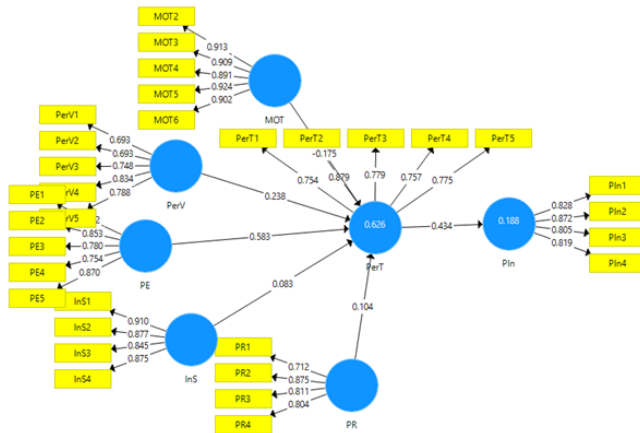 MOT2
MOT3
MOT4
MOT5
MOT6
0.913
0.909
0.891
0.924
0.902
MOT
PerV1
PerV2
PerV3
PerV4
PerV5
0.693
0.693
0.748
0.834
0.788
PerV
PE1
PE2
PE3
PE4
PE5
0.853
0.780
0.754
0.870
PE
InS1
InS2
InS3
InS4
0.910
0.877
0.845
0.875
InS
PR1
PR2
PR3
PR4
0.712
0.875
0.811
0.804
PR
PerT1
PerT2
PerT3
PerT4
PerT5
0.754
0.879
0.779
0.757
0.775
-0.175
0.238
0.583
0.083
0.104
0.626
PerT
0.434
0.188
PIn
0.828
0.872
0.805
0.819
PIn1
PIn2
PIn3
PIn4